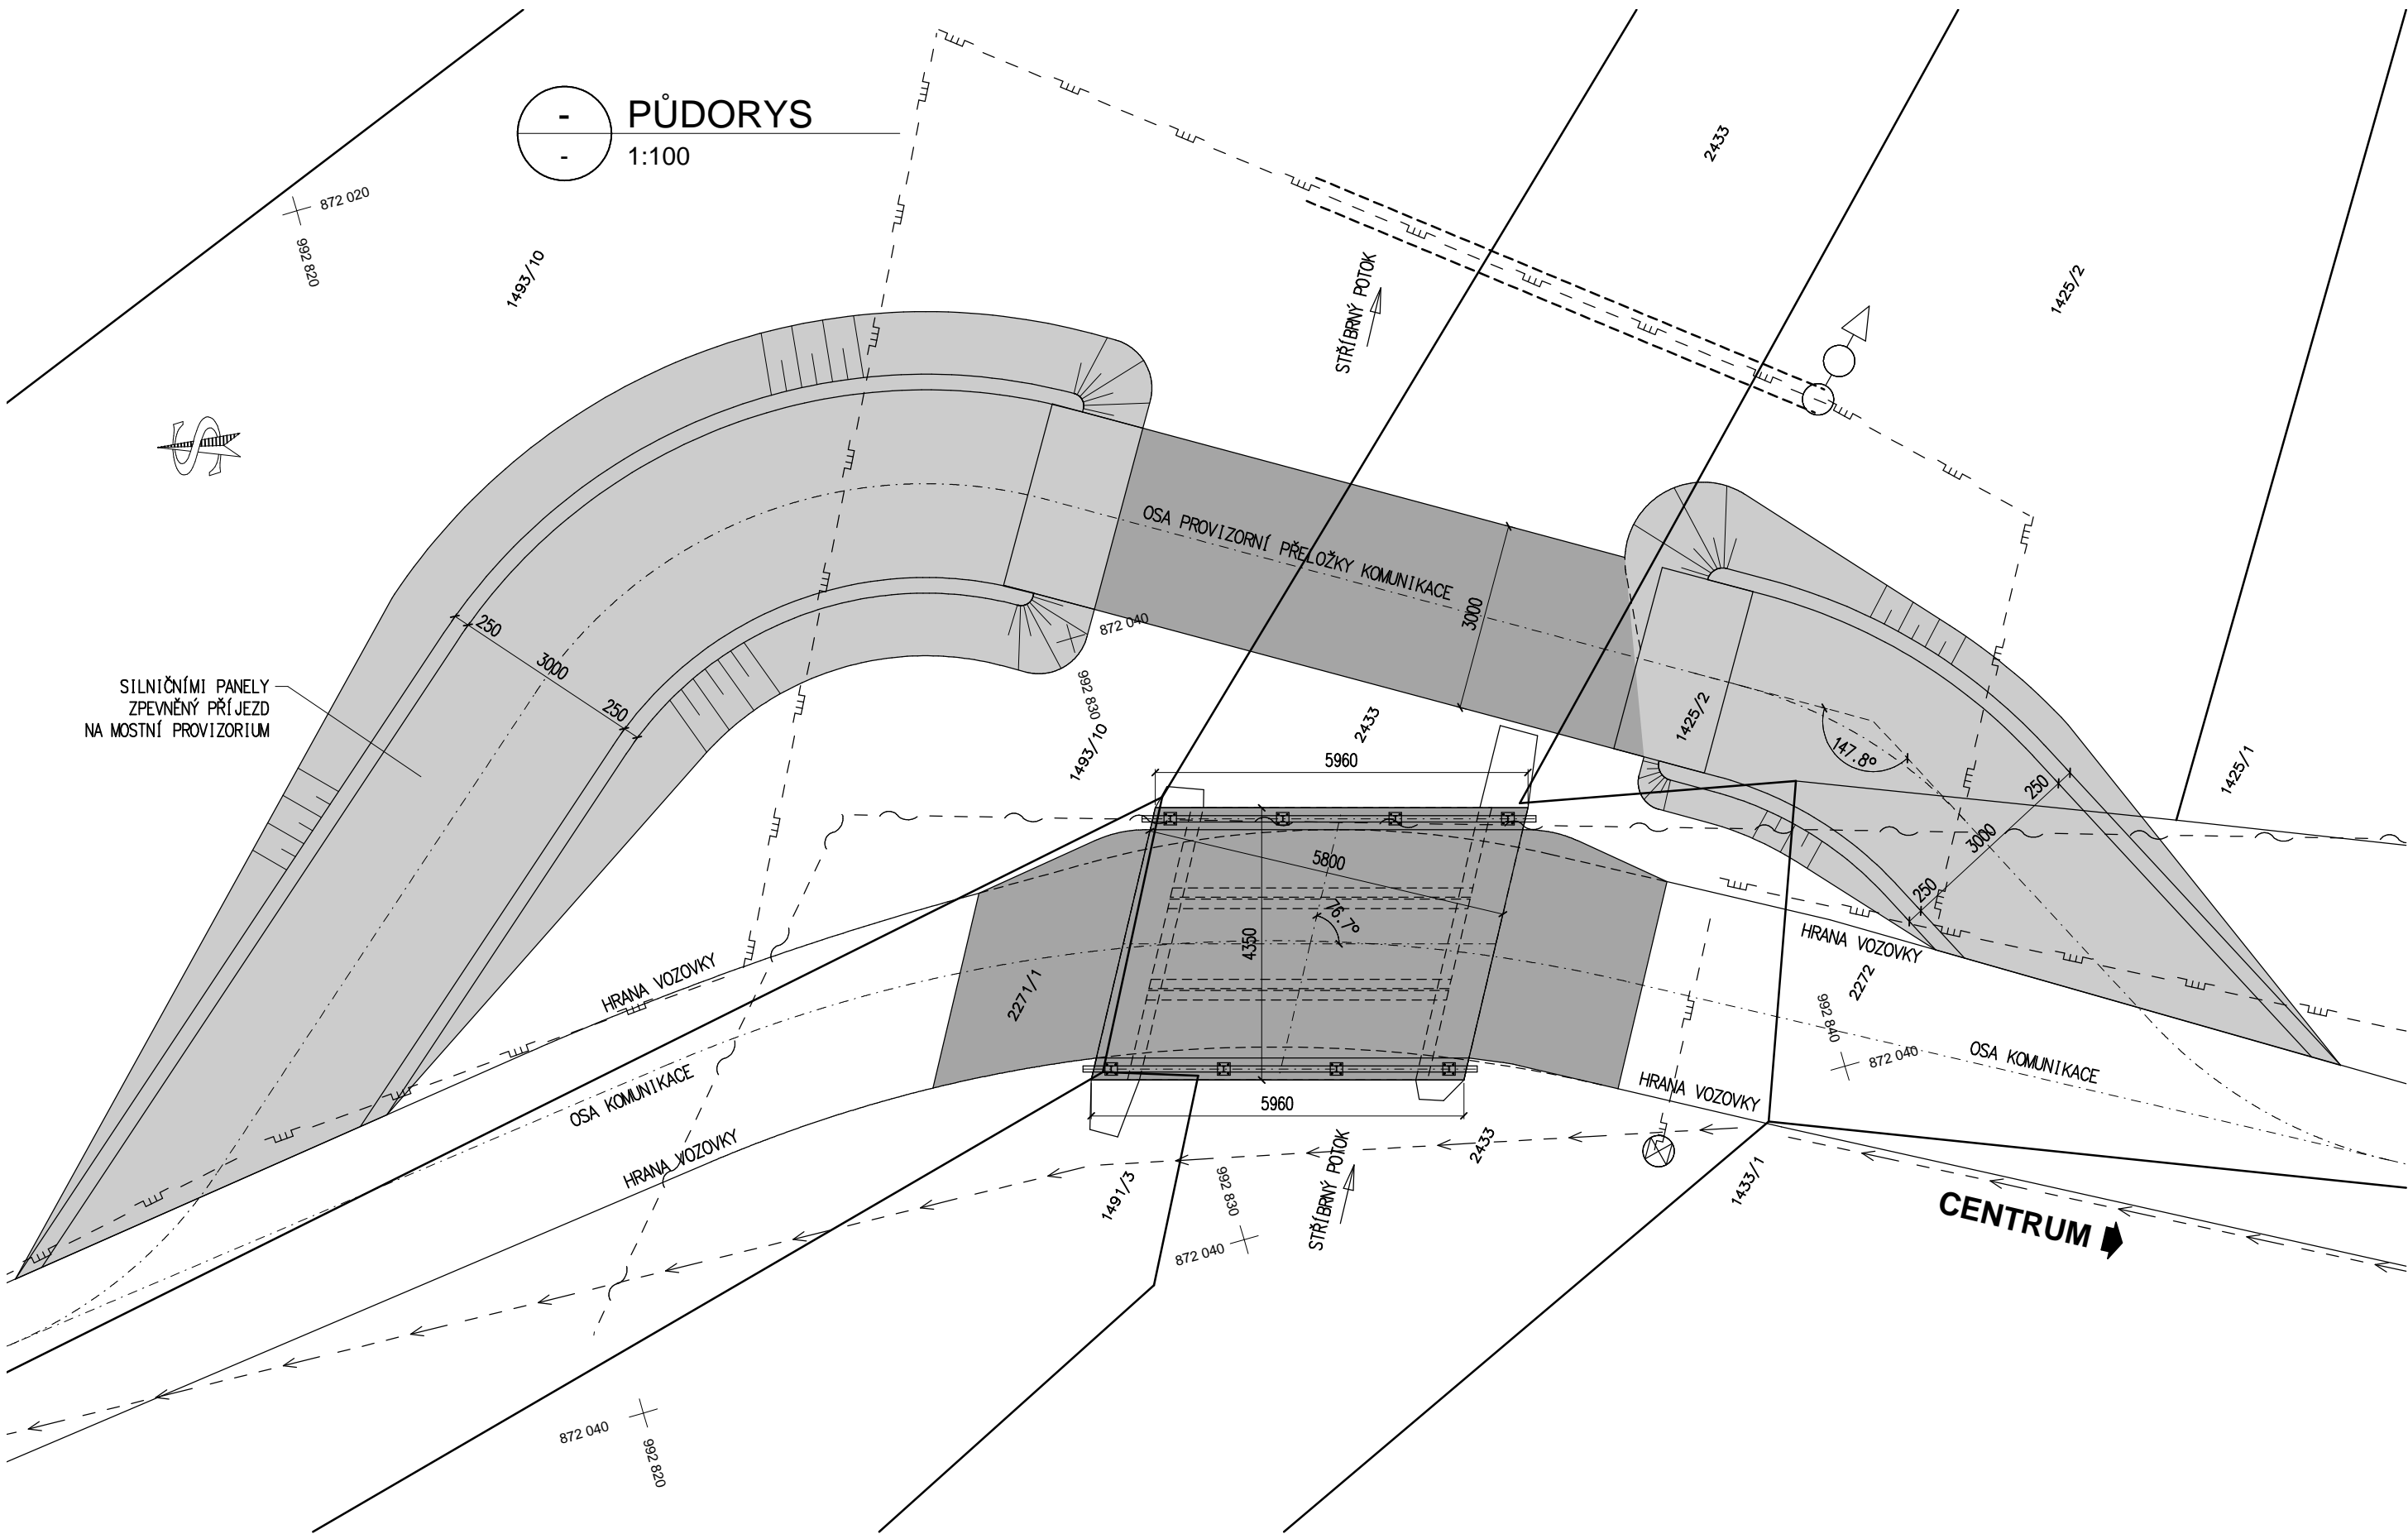 -
PŮDORYS
-
1:100
2433
872 020
992 820
1493/10
STŘÍBRNÝ POTOK
1425/2
S
OSA PROVIZORNÍ PŘELOŽKY KOMUNIKACE
3000
250
3000
250
872 040
992 830
SILNIČNÍMI PANELY
ZPEVNĚNÝ PŘÍJEZD
NA MOSTNÍ PROVIZORIUM
1493/10
2433
1425/2
147.8°
1425/1
5960
250
3000
250
5800
76.7°
4350
HRANA VOZOVKY
HRANA VOZOVKY
2271/1
2272
992 840
872 040
OSA KOMUNIKACE
OSA KOMUNIKACE
HRANA VOZOVKY
5960
HRANA VOZOVKY
2433
STŘÍBRNÝ POTOK
1491/3
992 830
872 040
1433/1
CENTRUM
872 040
992 820